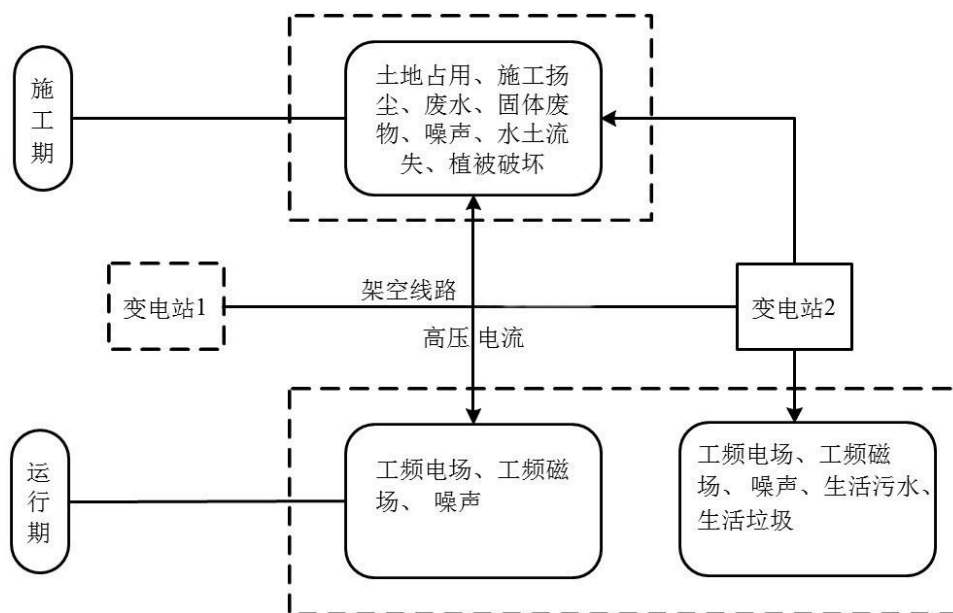 施工期
土地占用、施工扬
尘、废水、固体废
物、噪声、水土流
失、植被破坏
变电站1
架空线路
高压 电流
变电站2
运行期
工频电场、工频磁
场、 噪声
工频电场、工频磁
场、 噪声、生活污水、
生活垃圾